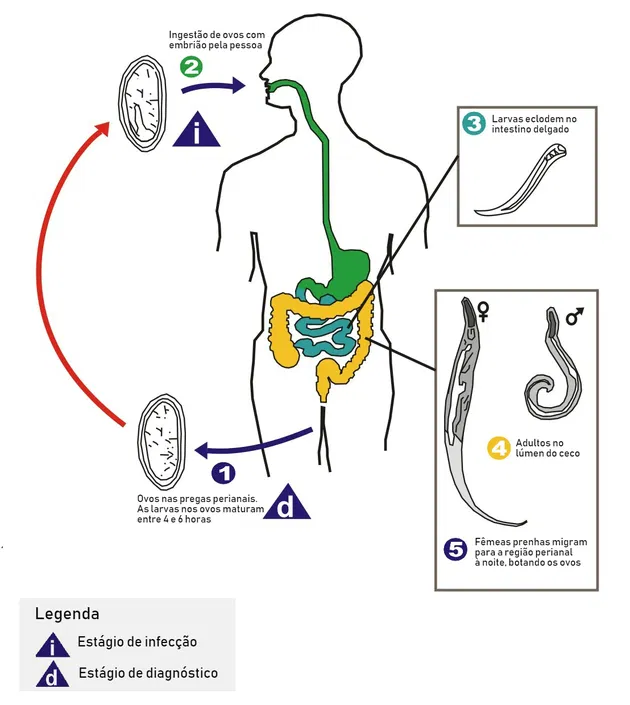 Ingestão de ovos com
embrião pela pessoa
2
i
3 Larvas eclodem no
intestino delgado
♀ ♂
4 Adultos no
lúmen do ceco
5 Fêmeas prenhas migram
para a região perianal
à noite, botando os ovos
1
Ovos nas pregas perianais.
As larvas nos ovos maturam
entre 4 e 6 horas
d
.
Legenda
i Estágio de infecção
d Estágio de diagnóstico